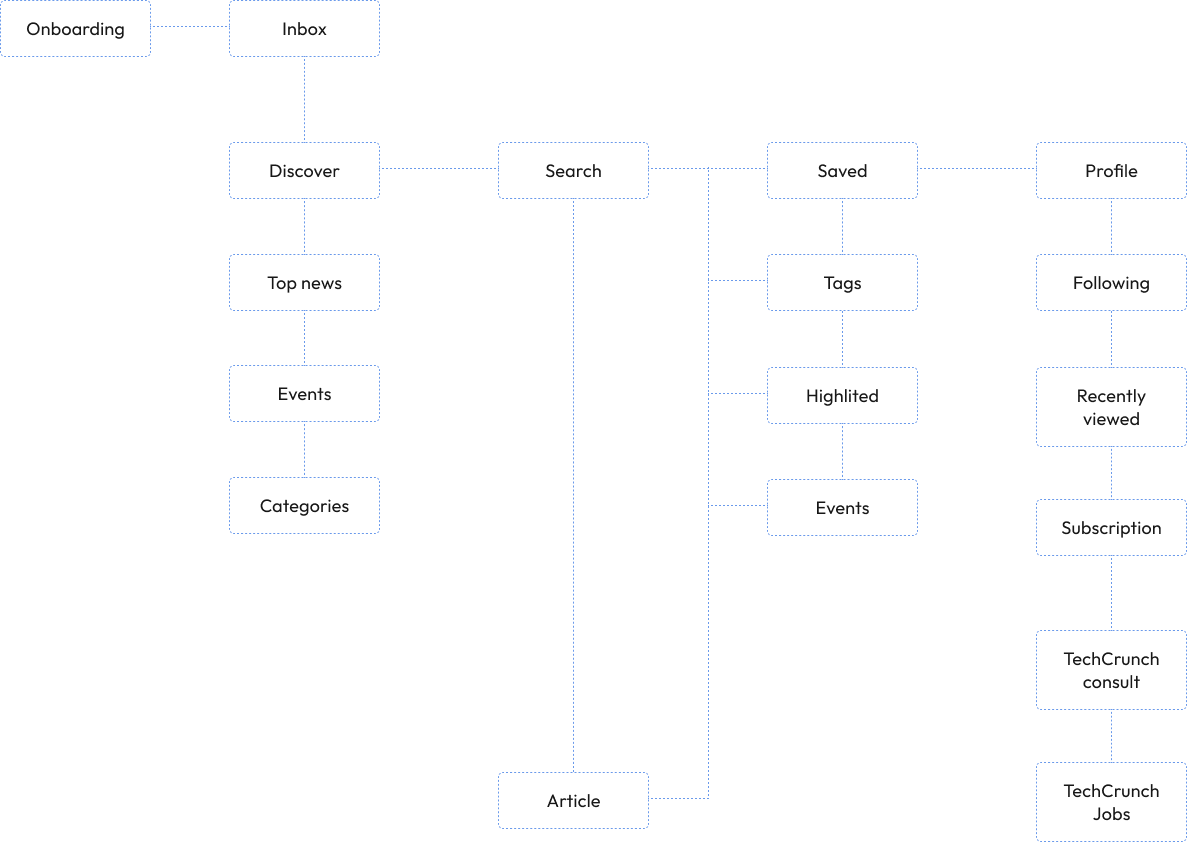 Onboarding
Inbox
Discover
Search
Saved
Profile
Top news
Tags
Following
Events
Highlited
Recently
viewed
Categories
Events
Subscription
TechCrunch
consult
Article
TechCrunch
Jobs